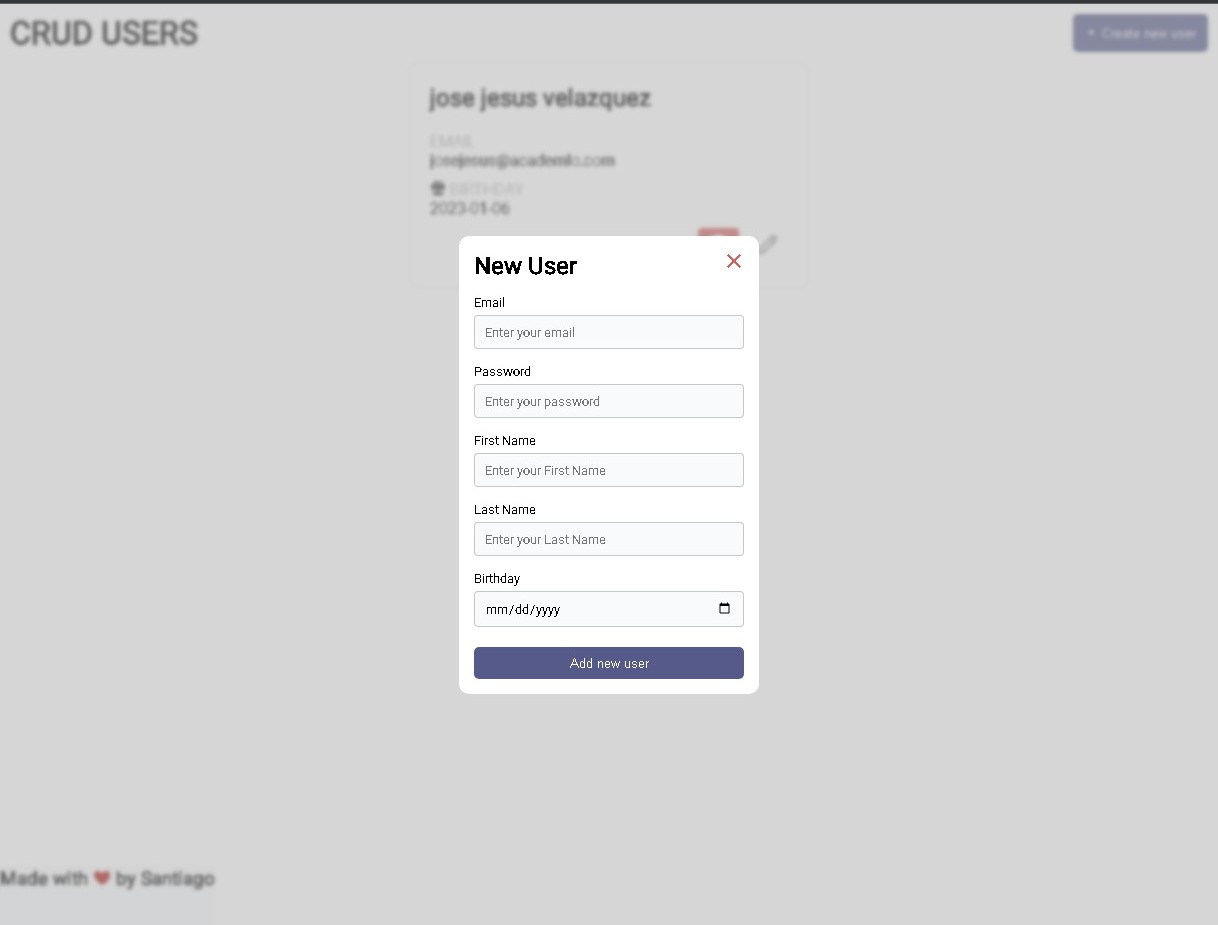 CRUD USERS
+ Create new user
jose jesus velazquez
EMAIL
josejesus@academlo.com
BIRTHDAY
2023-01-06
New User
Email
Enter your email
Password
Enter your password
First Name
Enter your First Name
Last Name
Enter your Last Name
Birthday
mm/dd/yyyy
Add new user
Made with ❤ by Santiago